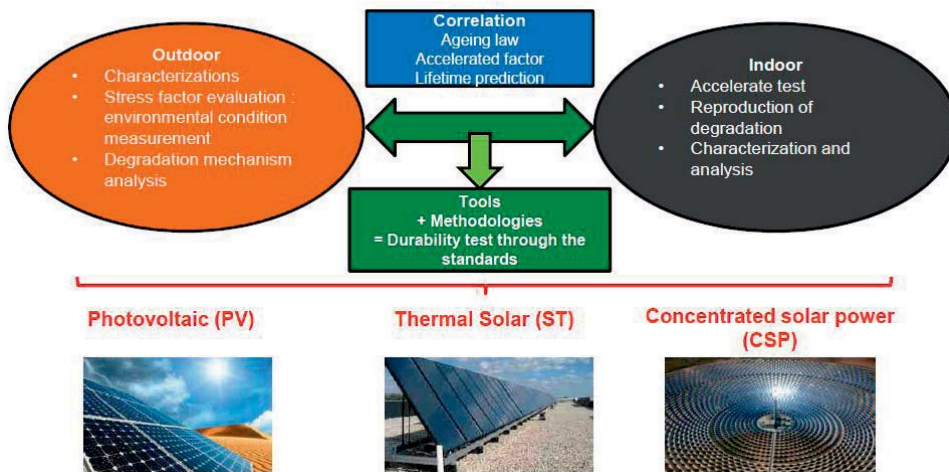 Correlation
Ageing law
Accelerated factor
Lifetime prediction
Outdoor
• Characterizations
• Stress factor evaluation :
environmental condition
measurement
• Degradation mechanism
analysis
Indoor
• Accelerate test
• Reproduction of
degradation
• Characterization and
analysis
Tools
+ Methodologies
= Durability test through the
standards
Photovoltaic (PV)
Thermal Solar (ST)
Concentrated solar power
(CSP)